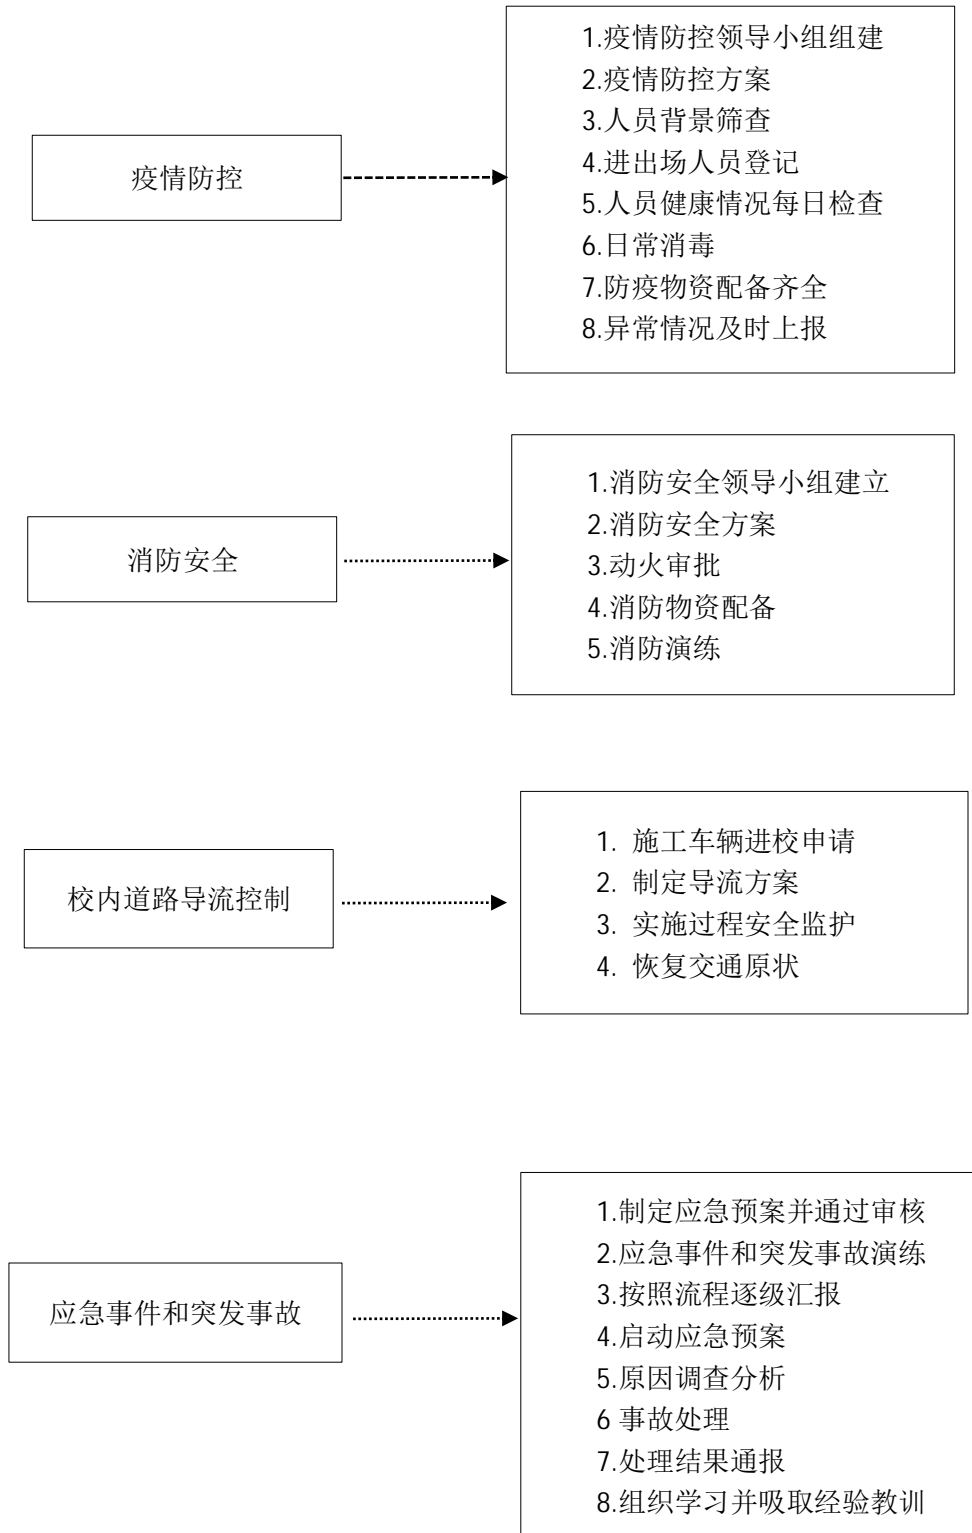 疫情防控
1.疫情防控领导小组组建
2.疫情防控方案
3.人员背景筛查
4.进出场人员登记
5.人员健康情况每日检查
6.日常消毒
7.防疫物资配备齐全
8.异常情况及时上报
消防安全
1.消防安全领导小组建立
2.消防安全方案
3.动火审批
4.消防物资配备
5.消防演练
校内道路导流控制
1. 施工车辆进校申请
2. 制定导流方案
3. 实施过程安全监护
4. 恢复交通原状
应急事件和突发事故
1.制定应急预案并通过审核
2.应急事件和突发事故演练
3.按照流程逐级汇报
4.启动应急预案
5.原因调查分析
6 事故处理
7.处理结果通报
8.组织学习并吸取经验教训